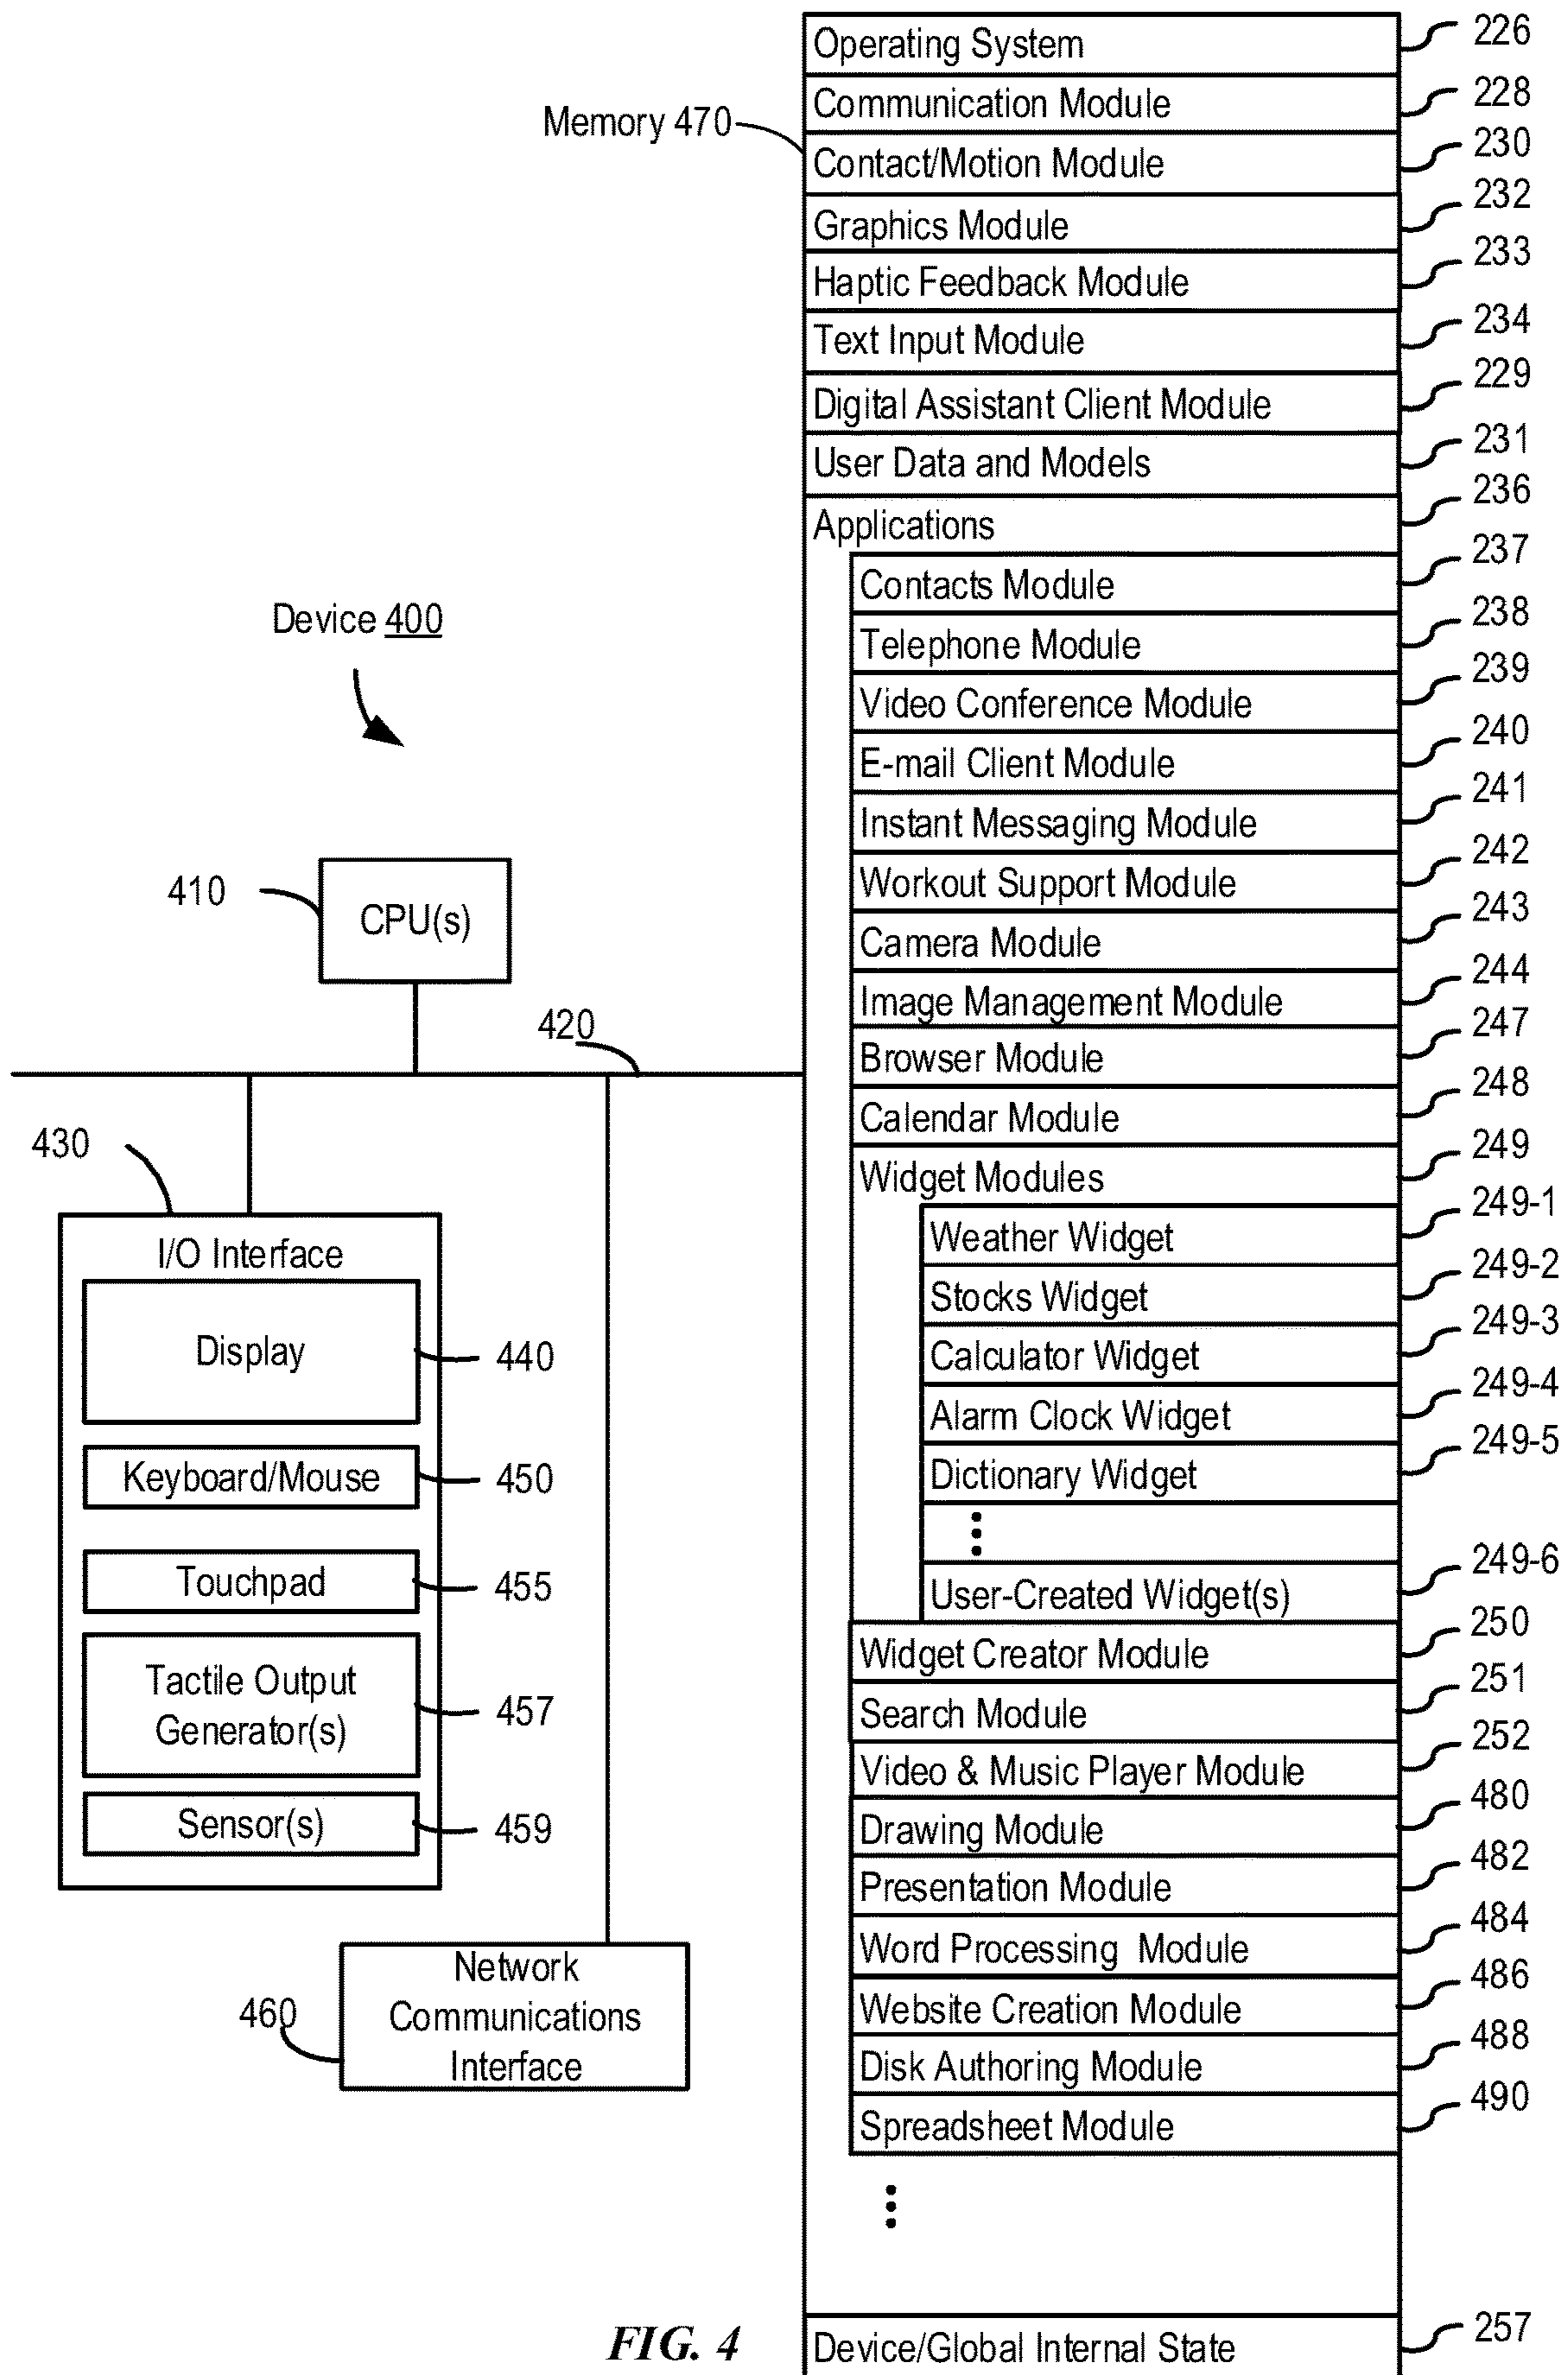 Operating System 226
Communication Module 228
Memory 470
Contact/Motion Module 230
Graphics Module 232
Haptic Feedback Module 233
Text Input Module 234
Digital Assistant Client Module 229
User Data and Models 231
Applications 236
Contacts Module 237
Telephone Module 238
Video Conference Module 239
E-mail Client Module 240
Instant Messaging Module 241
Workout Support Module 242
Camera Module 243
Image Management Module 244
Browser Module 247
Calendar Module 248
Widget Modules 249
Weather Widget 249-1
Stocks Widget 249-2
Calculator Widget 249-3
Alarm Clock Widget 249-4
Dictionary Widget 249-5
User-Created Widget(s) 249-6
Widget Creator Module 250
Search Module 251
Video & Music Player Module 252
Drawing Module 480
Presentation Module 482
Word Processing Module 484
Website Creation Module 486
Disk Authoring Module 488
Spreadsheet Module 490
Device/Global Internal State 257
Device 400
410
CPU(s)
420
430
I/O Interface
Display 440
Keyboard/Mouse 450
Touchpad 455
Tactile Output
Generator(s) 457
Sensor(s) 459
460
Network
Communications
Interface
FIG. 4